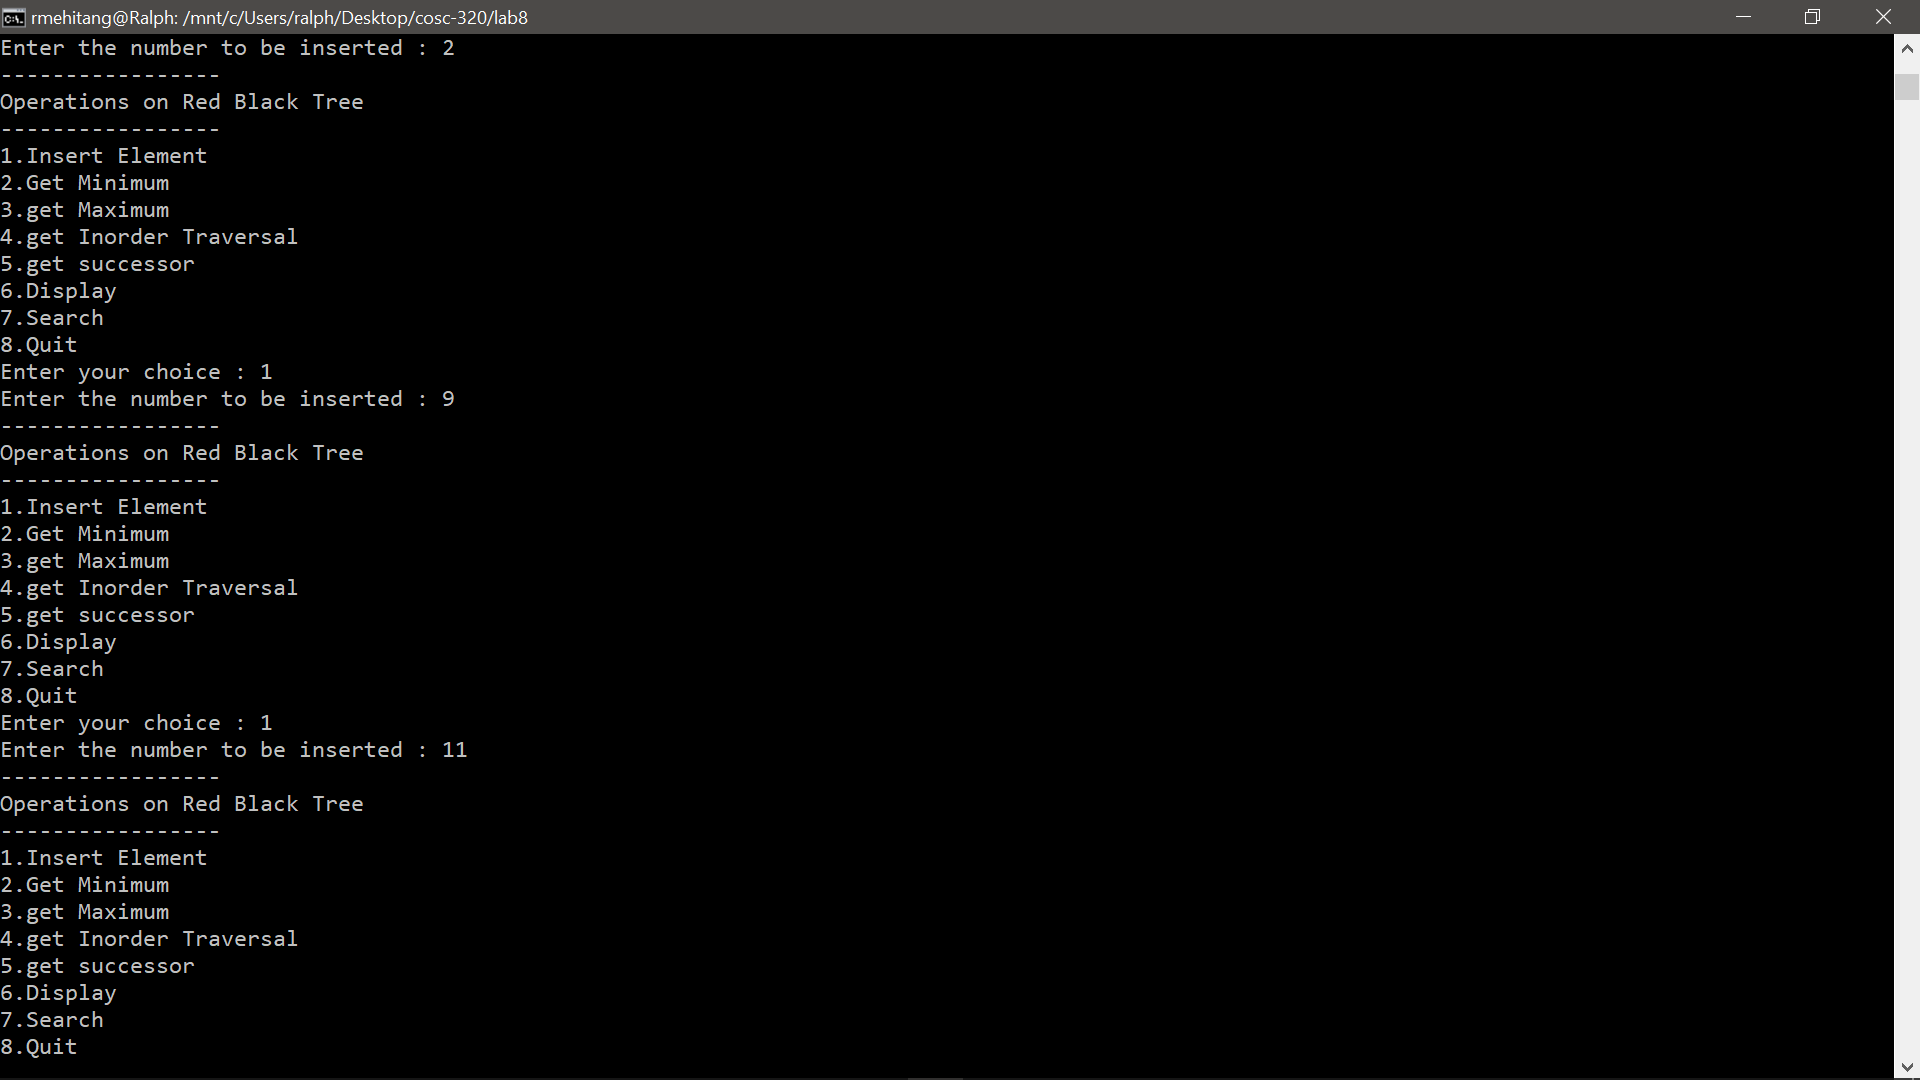 rmehitang@Ralph: /mnt/c/Users/ralph/Desktop/cosc-320/lab8
Enter the number to be inserted : 2
-----------------
Operations on Red Black Tree
-----------------
1.Insert Element
2.Get Minimum
3.get Maximum
4.get Inorder Traversal
5.get successor
6.Display
7.Search
8.Quit
Enter your choice : 1
Enter the number to be inserted : 9
-----------------
Operations on Red Black Tree
-----------------
1.Insert Element
2.Get Minimum
3.get Maximum
4.get Inorder Traversal
5.get successor
6.Display
7.Search
8.Quit
Enter your choice : 1
Enter the number to be inserted : 11
-----------------
Operations on Red Black Tree
-----------------
1.Insert Element
2.Get Minimum
3.get Maximum
4.get Inorder Traversal
5.get successor
6.Display
7.Search
8.Quit